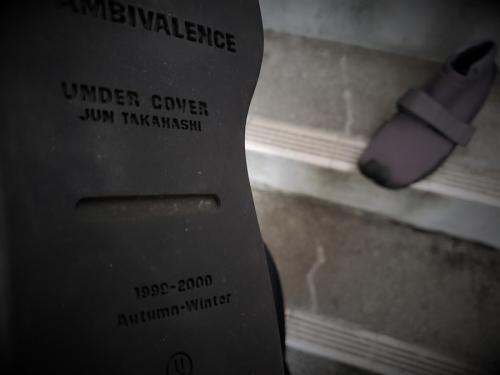 AMBIVALENCE
UNDER COVER
JUN TAKAHASHI
1999-2000
Autumn-Winter
U